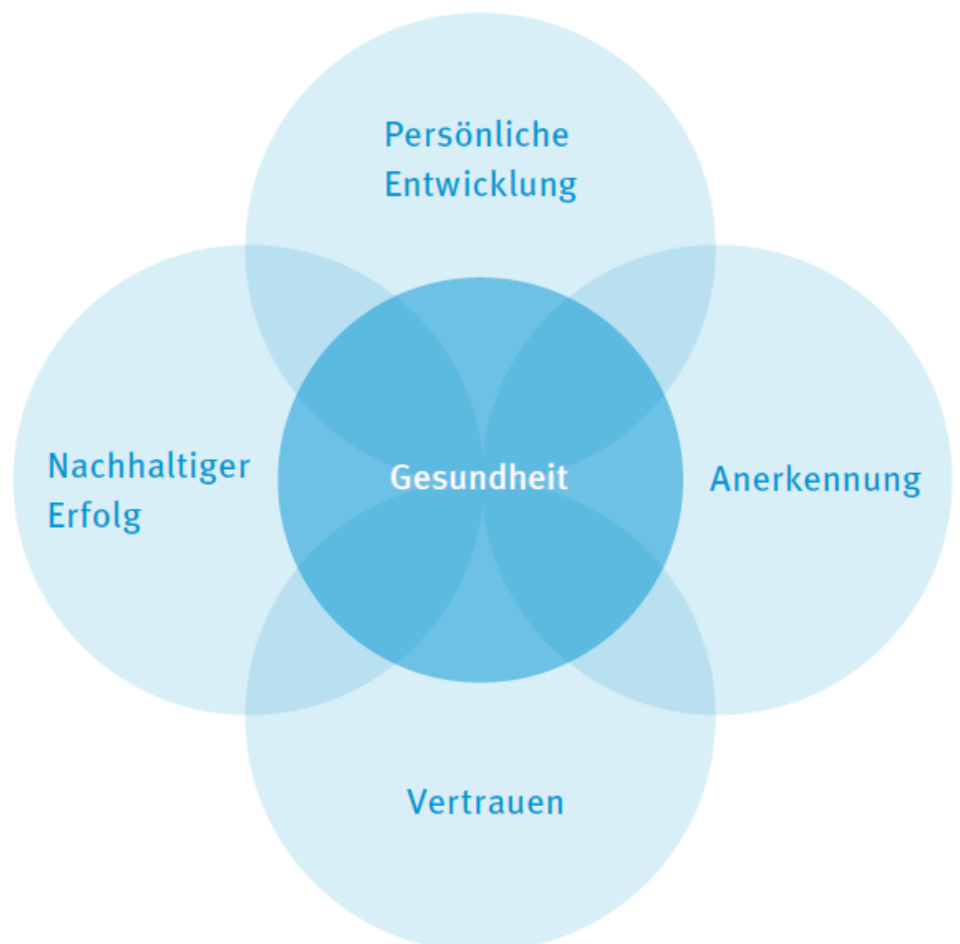 Persönliche
Entwicklung
Nachhaltiger
Erfolg
Gesundheit
Anerkennung
Vertrauen